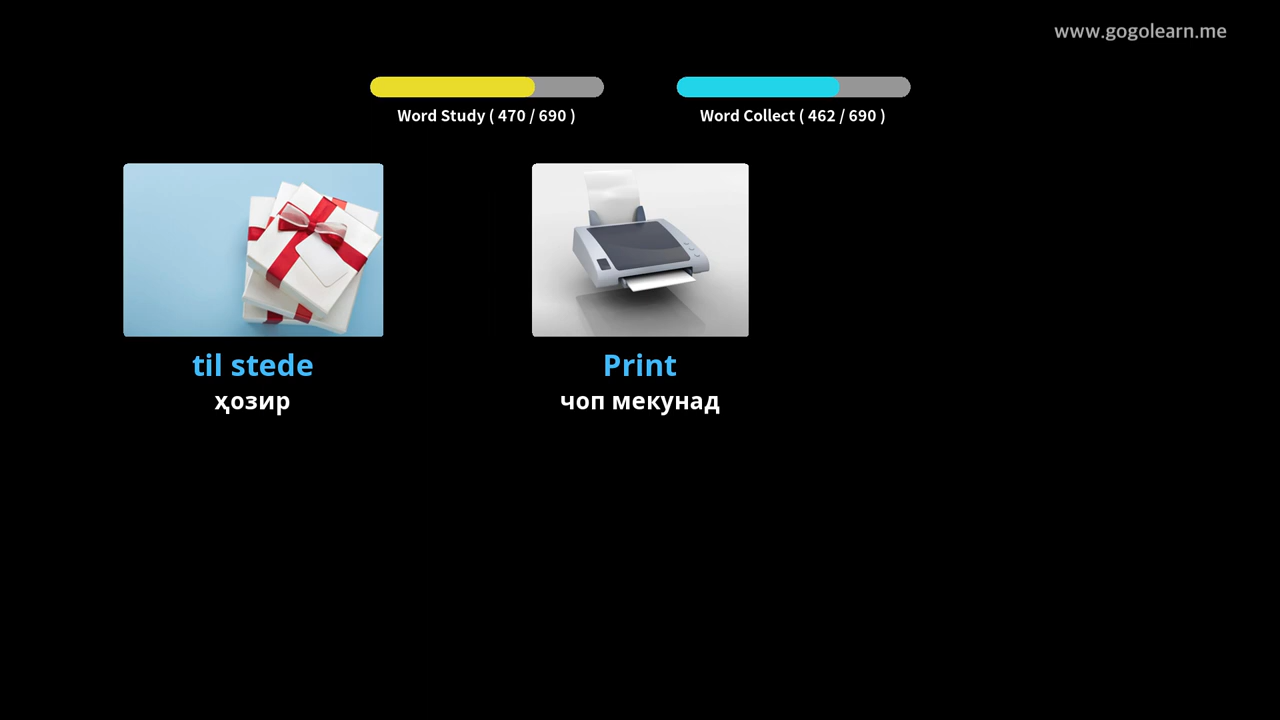 www.gogolearn.me
Word Study ( 470 / 690 )
Word Collect ( 462 / 690 )
til stede
ҳозир
Print
чоп мекунад